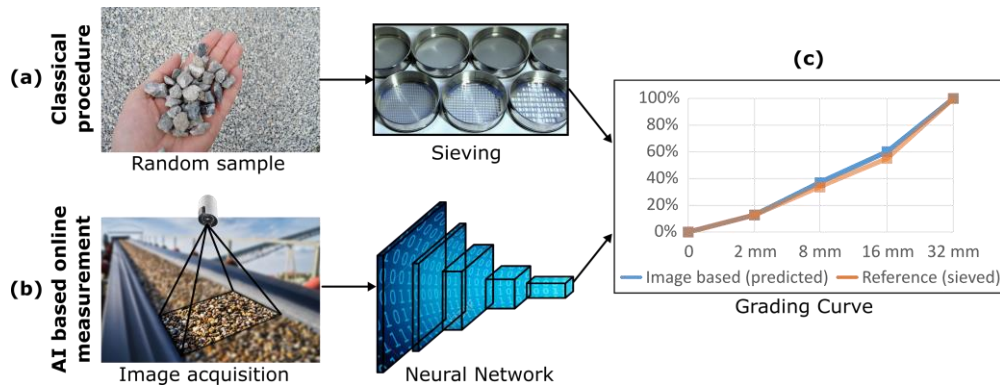 (a)
Classical
procedure
Random sample
Sieving
(b)
AI based online
measurement
Image acquisition
Neural Network
(c)
100%
80%
60%
40%
20%
0%
0 2 mm 8 mm 16 mm 32 mm
Image based (predicted) Reference (sieved)
Grading Curve